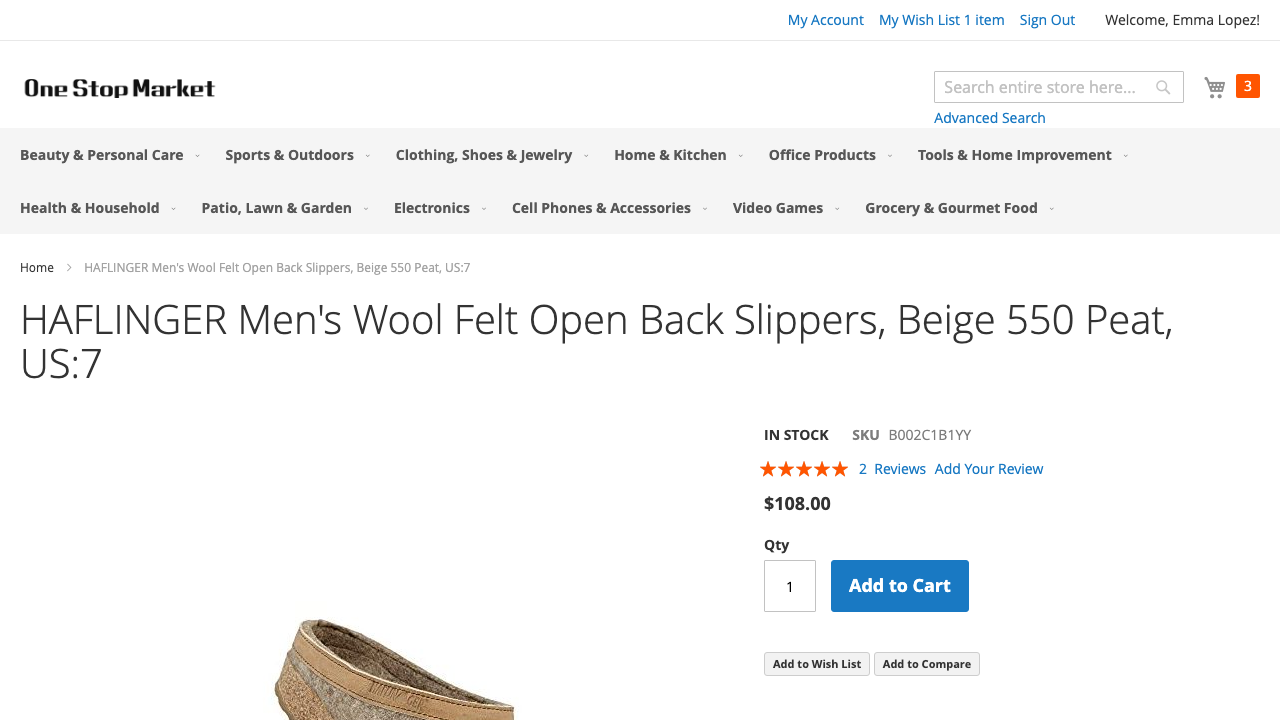 My Account My Wish List 1 item Sign Out Welcome, Emma Lopez!
One Stop Market
Search entire store here...
3
Advanced Search
Beauty & Personal Care Sports & Outdoors Clothing, Shoes & Jewelry Home & Kitchen Office Products Tools & Home Improvement
Health & Household Patio, Lawn & Garden Electronics Cell Phones & Accessories Video Games Grocery & Gourmet Food
Home HAFLINGER Men's Wool Felt Open Back Slippers, Beige 550 Peat, US:7
HAFLINGER Men's Wool Felt Open Back Slippers, Beige 550 Peat,
US:7
IN STOCK SKU B002C1B1YY
2 Reviews Add Your Review
$108.00
Qty
1 Add to Cart
Add to Wish List Add to Compare